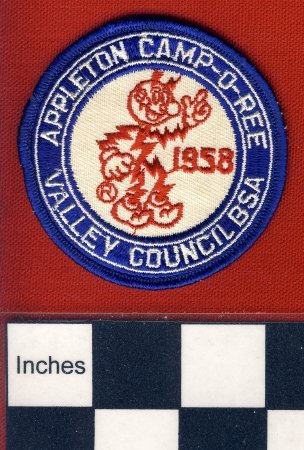 APPLETON CAMP-O-REE
1958
VALLEY COUNCIL BSA
Inches